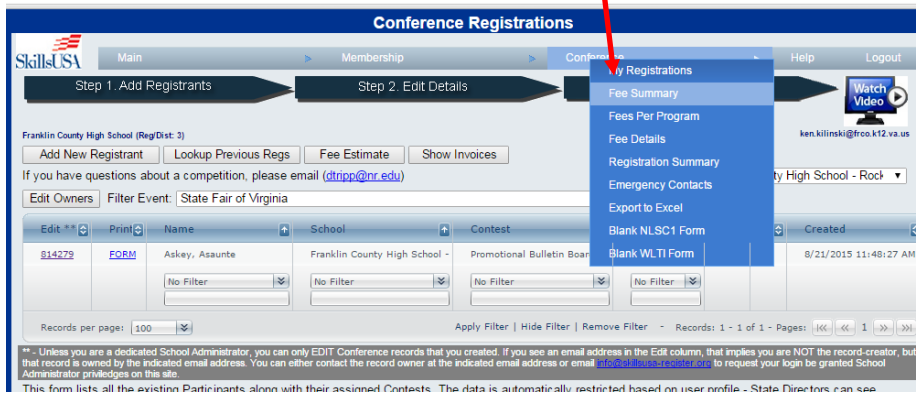 Conference Registrations
SkillsUSA
Main > Membership > Conference > Help Logout
Step 1. Add Registrants
Step 2. Edit Details
Watch Video
My Registrations
Fee Summary
Fees Per Program
Fee Details
Registration Summary
Emergency Contacts
Export to Excel
Blank NLSC1 Form
Blank WLTI Form
Franklin County High School (Reg/Dist: 3)
ken.kilinski@frco.k12.va.us
Add New Registrant Lookup Previous Regs Fee Estimate Show Invoices
If you have questions about a competition, please email (dtripp@nr.edu)
ty High School - Rock
Edit Owners Filter Event: State Fair of Virginia
Edit ** Print Name School Contest Created
814279 FORM Askey, Asaunte Franklin County High School - Promotional Bulletin Boar 8/21/2015 11:48:27 AM
No Filter No Filter No Filter No Filter
Records per page: 100 Apply Filter | Hide Filter | Remove Filter - Records: 1 - 1 of 1 - Pages: 1
** - Unless you are a dedicated School Administrator, you can only EDIT Conference records that you created. If you see an email address in the Edit column, that implies you are NOT the record-creator, but
that record is owned by the indicated email address. You can either contact the record owner at the indicated email address or email info@skillsusa-register.org to request your login be granted School
Administrator priviledges on this site.
This form lists all the existing Participants along with their assigned Contests. The data is automatically restricted based on user profile - State Directors can see